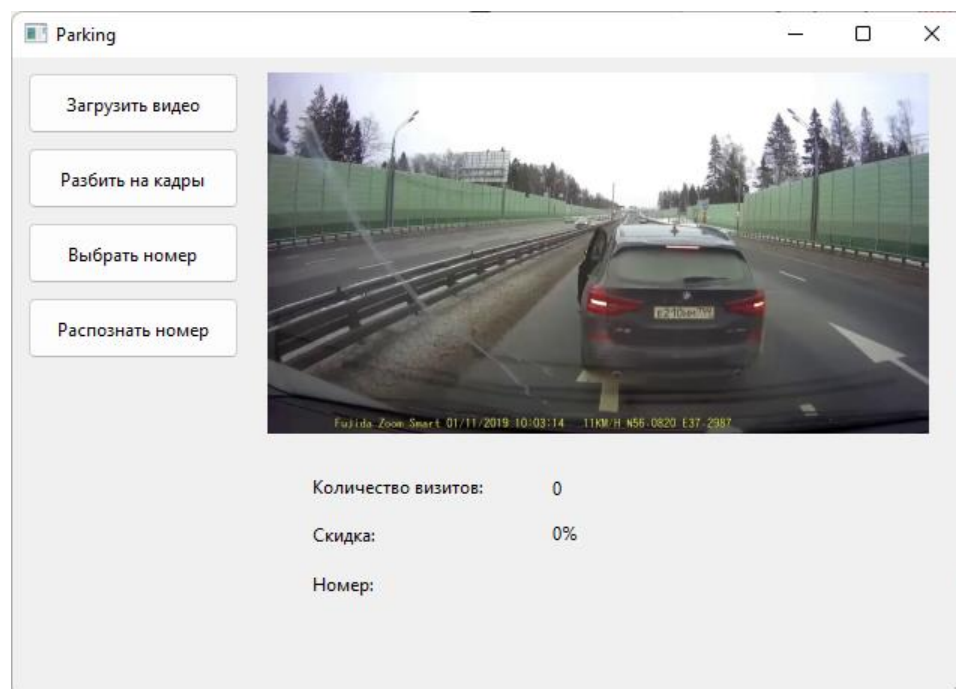 Parking
Загрузить видео
Разбить на кадры
Выбрать номер
Распознать номер
Fujida Zoom Smart 01/11/2019 10:03:14 11KM/H N56.0820 E37.2987
Количество визитов: 0
Скидка: 0%
Номер: